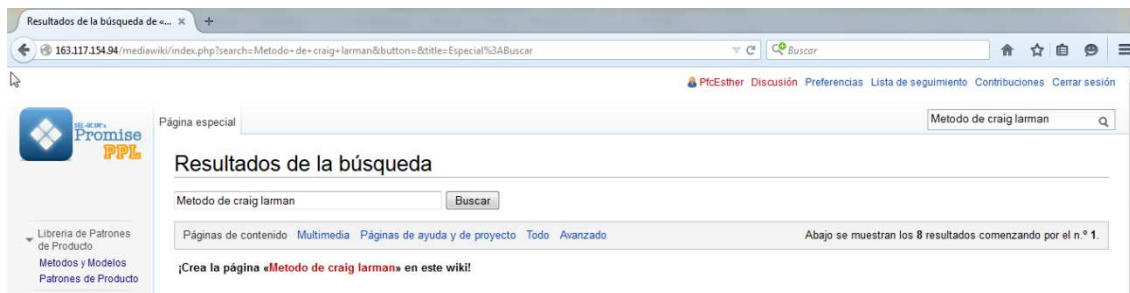 Resultados de la búsqueda de «...
163.117.154.94/mediawiki/index.php?search=Metodo+de+craig+larman&button=&title=Especial%3ABuscar
Buscar
PfcEsther Discusión Preferencias Lista de seguimiento Contribuciones Cerrar sesión
Promise
PPL
Página especial
Metodo de craig larman
Resultados de la búsqueda
Metodo de craig larman Buscar
Páginas de contenido Multimedia Páginas de ayuda y de proyecto Todo Avanzado Abajo se muestran los 8 resultados comenzando por el n.º 1.
Libreria de Patrones
de Producto
Metodos y Modelos
Patrones de Producto
¡Crea la página «Metodo de craig larman» en este wiki!